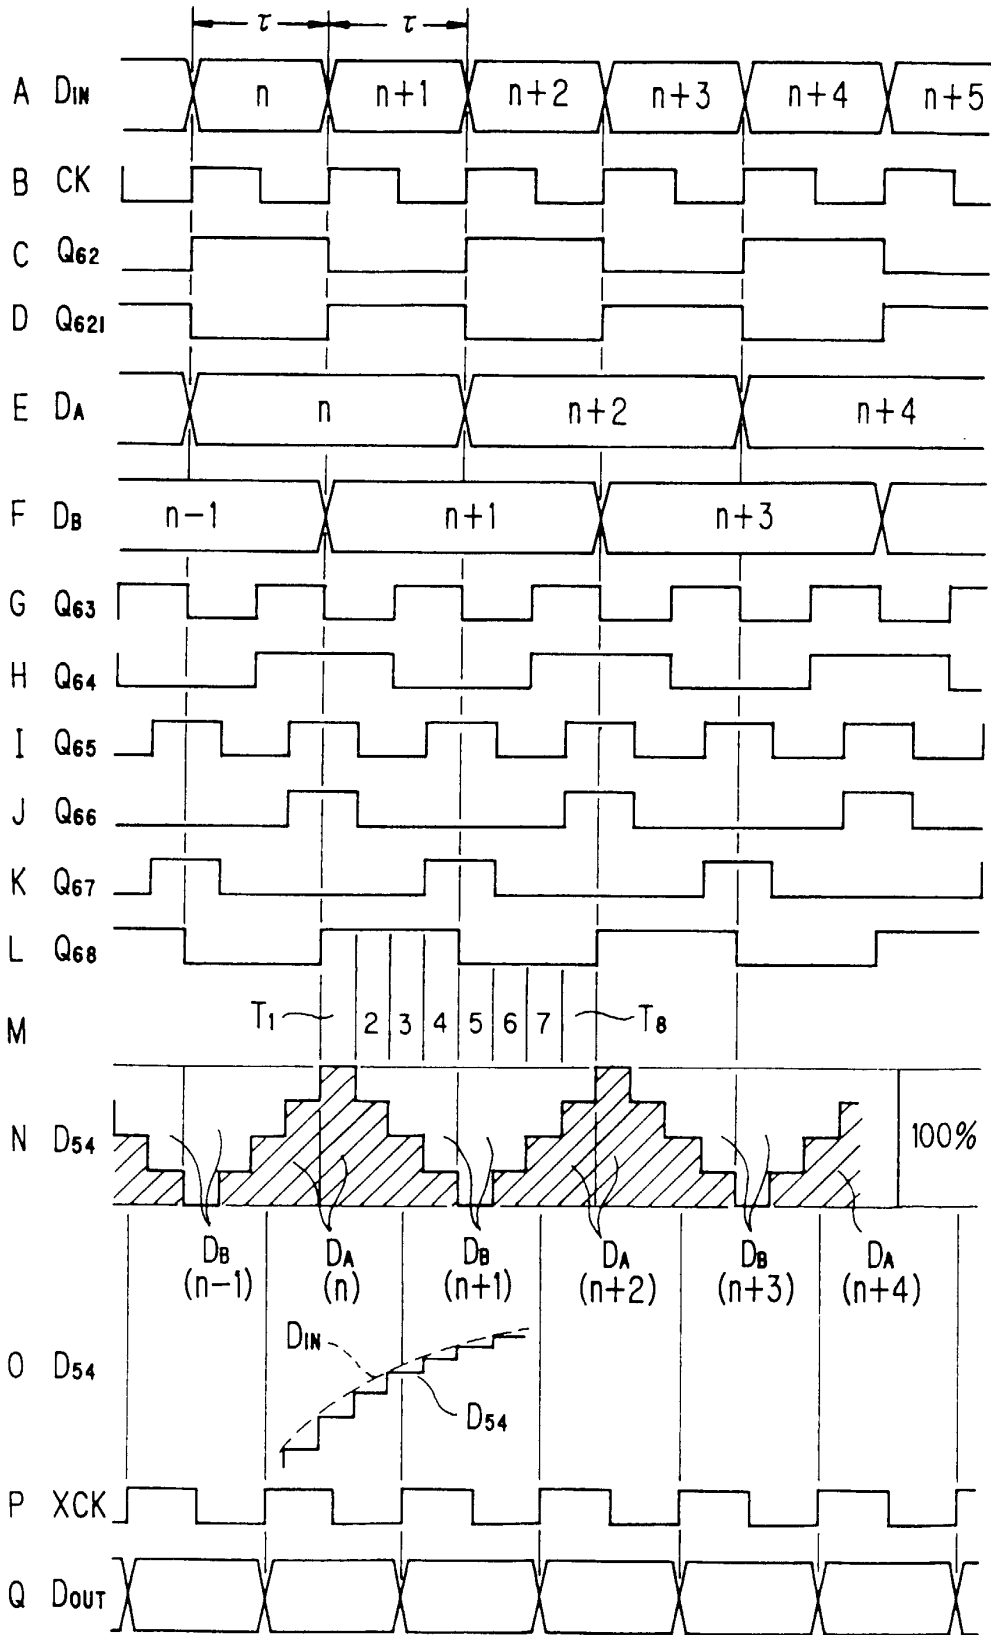 τ τ
A DIN n n+1 n+2 n+3 n+4 n+5
B CK
C Q62
D Q621
E DA n n+2 n+4
F DB n-1 n+1 n+3
G Q63
H Q64
I Q65
J Q66
K Q67
L Q68
M T1 2 3 4 5 6 7 T8
N D54 100%
DB DA DB DA DB DA
(n-1) (n) (n+1) (n+2) (n+3) (n+4)
O D54 DIN D54
P XCK
Q DOUT